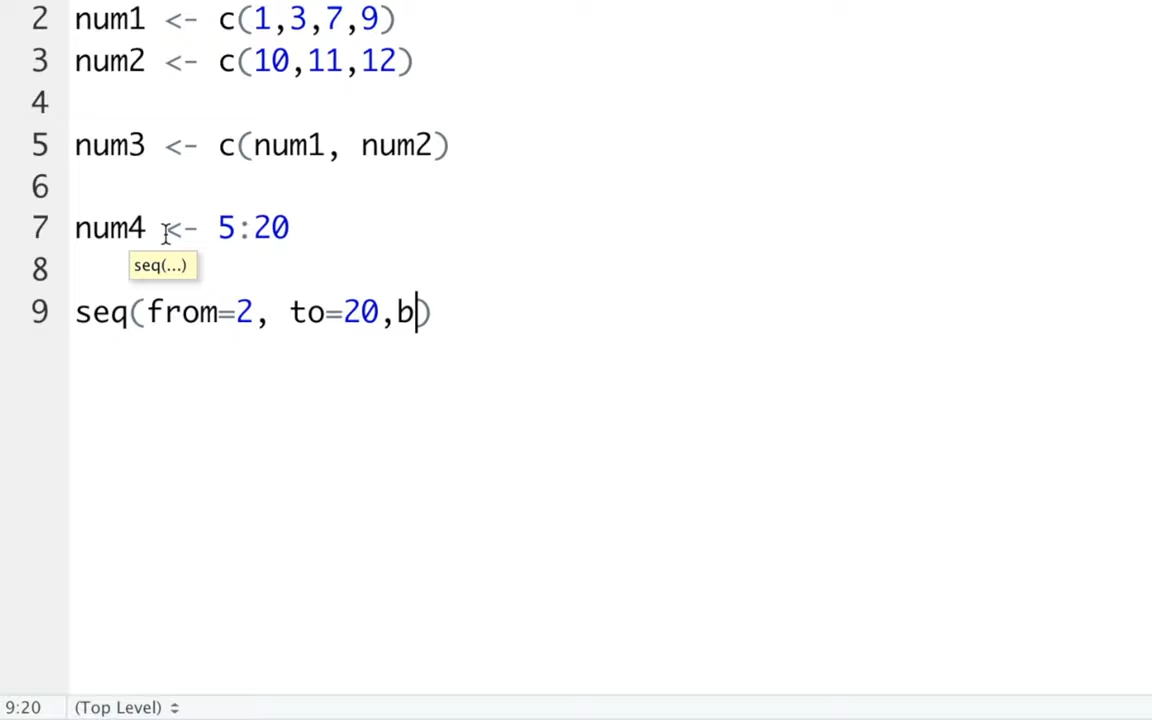 2 num1 <- c(1,3,7,9)
3 num2 <- c(10,11,12)
4
5 num3 <- c(num1, num2)
6
7 num4 <- 5:20
seq(...)
8
9 seq(from=2, to=20,b)
9:20 (Top Level)